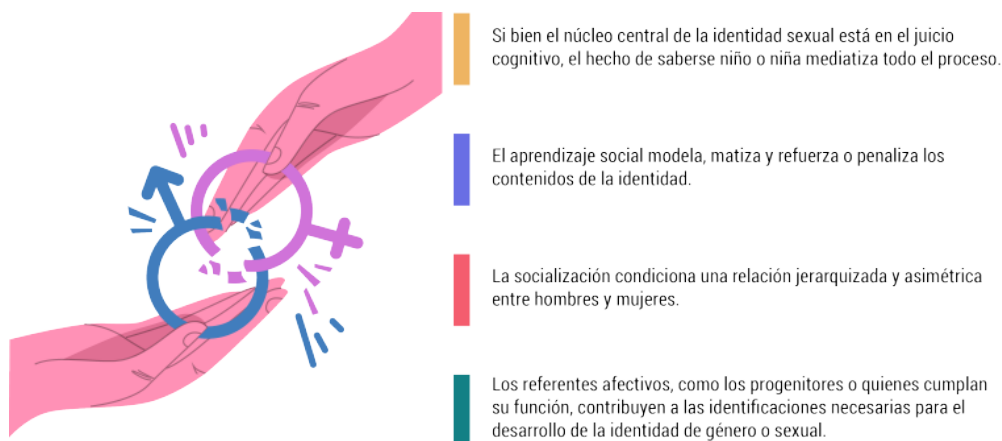 Si bien el núcleo central de la identidad sexual está en el juicio
cognitivo, el hecho de saberse niño o niña mediatiza todo el proceso.
El aprendizaje social modela, matiza y refuerza o penaliza los
contenidos de la identidad.
La socialización condiciona una relación jerarquizada y asimétrica
entre hombres y mujeres.
Los referentes afectivos, como los progenitores o quienes cumplan
su función, contribuyen a las identificaciones necesarias para el
desarrollo de la identidad de género o sexual.